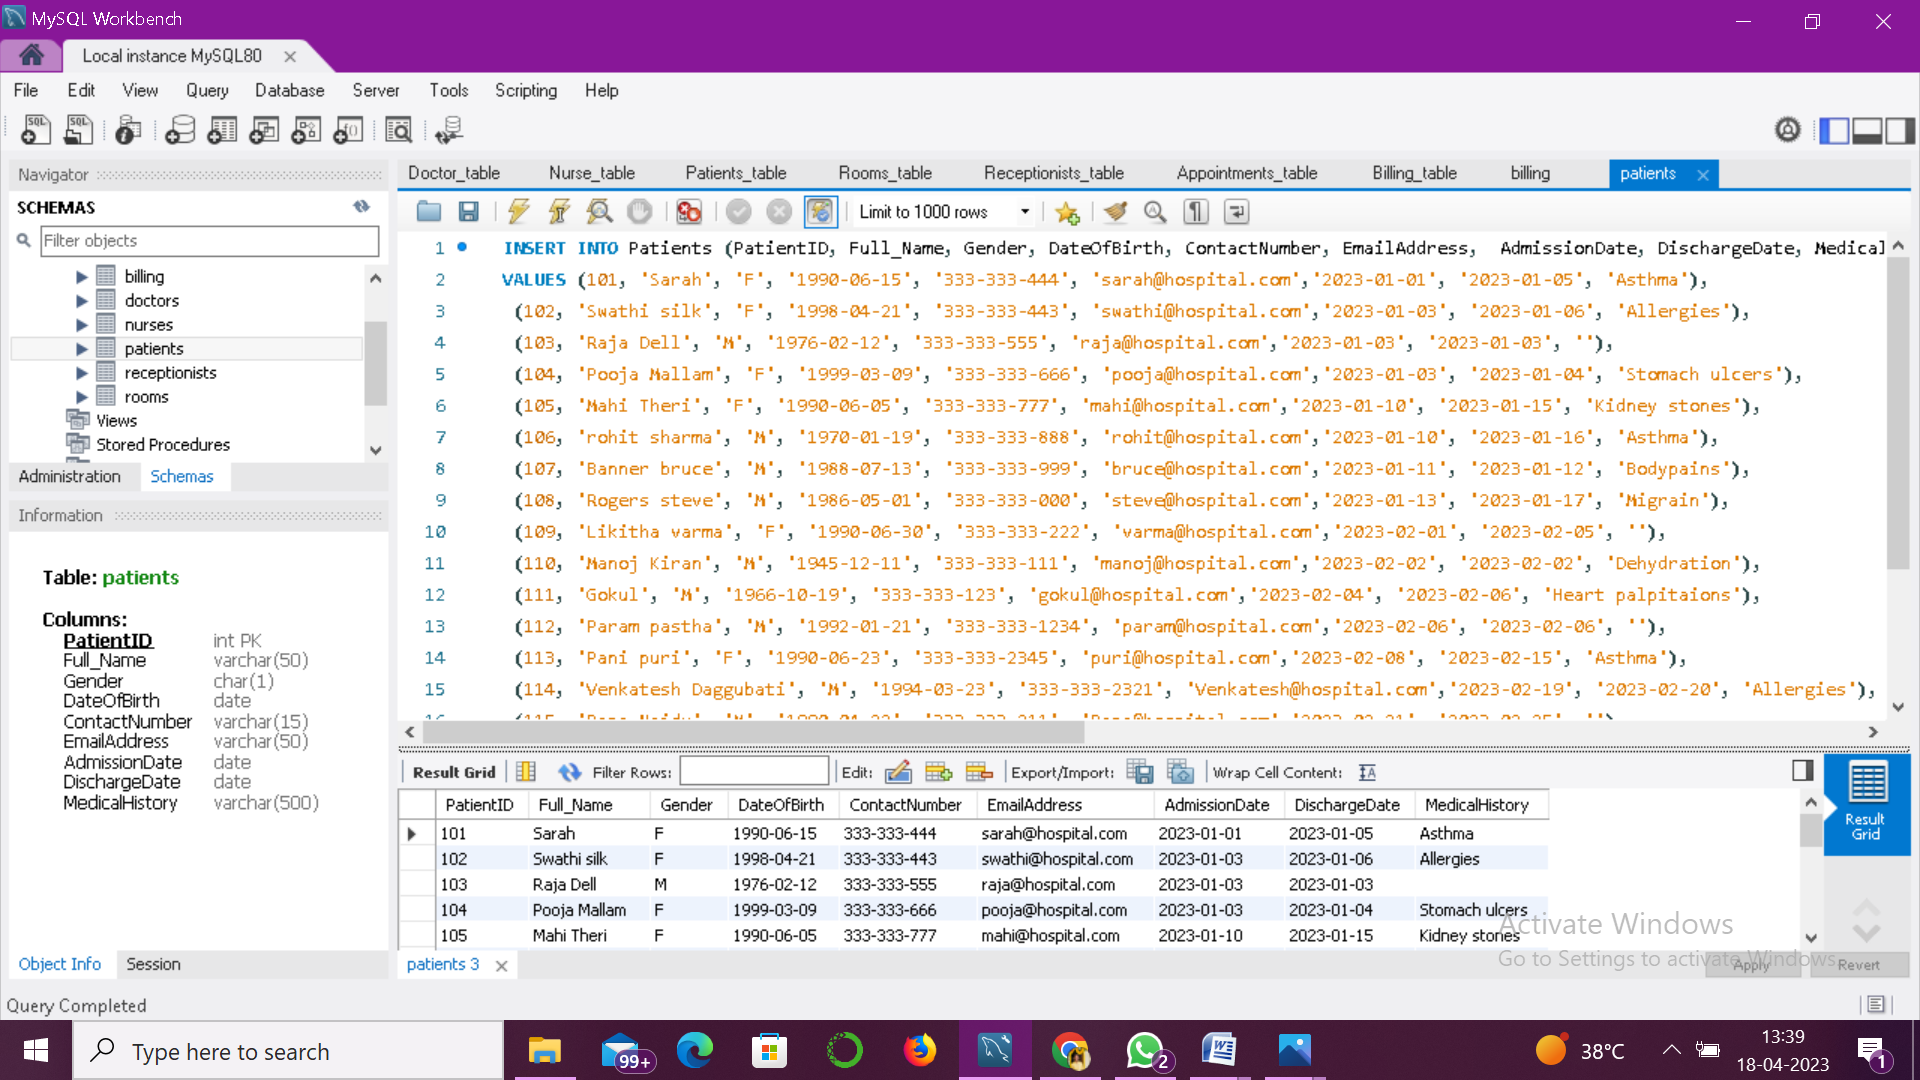 MySQL Workbench
Local instance MySQL80
File Edit View Query Database Server Tools Scripting Help
Navigator
SCHEMAS
Filter objects
billing
doctors
nurses
patients
receptionists
rooms
Views
Stored Procedures
Administration Schemas
Information
Table: patients
Columns:
PatientID int PK
Full_Name varchar(50)
Gender char(1)
DateOfBirth date
ContactNumber varchar(15)
EmailAddress varchar(50)
AdmissionDate date
DischargeDate date
MedicalHistory varchar(500)
Object Info Session
Doctor_table Nurse_table Patients_table Rooms_table Receptionists_table Appointments_table Billing_table billing patients
Limit to 1000 rows
1 INSERT INTO Patients (PatientID, Full_Name, Gender, DateOfBirth, ContactNumber, EmailAddress, AdmissionDate, DischargeDate, Medical
2 VALUES (101, 'Sarah', 'F', '1990-06-15', '333-333-444', 'sarah@hospital.com','2023-01-01', '2023-01-05', 'Asthma'),
3 (102, 'Swathi silk', 'F', '1998-04-21', '333-333-443', 'swathi@hospital.com','2023-01-03', '2023-01-06', 'Allergies'),
4 (103, 'Raja Dell', 'M', '1976-02-12', '333-333-555', 'raja@hospital.com','2023-01-03', '2023-01-03', ''),
5 (104, 'Pooja Mallam', 'F', '1999-03-09', '333-333-666', 'pooja@hospital.com','2023-01-03', '2023-01-04', 'Stomach ulcers'),
6 (105, 'Mahi Theri', 'F', '1990-06-05', '333-333-777', 'mahi@hospital.com','2023-01-10', '2023-01-15', 'Kidney stones'),
7 (106, 'rohit sharma', 'M', '1970-01-19', '333-333-888', 'rohit@hospital.com','2023-01-10', '2023-01-16', 'Asthma'),
8 (107, 'Banner bruce', 'M', '1988-07-13', '333-333-999', 'bruce@hospital.com','2023-01-11', '2023-01-12', 'Bodypains'),
9 (108, 'Rogers steve', 'M', '1986-05-01', '333-333-000', 'steve@hospital.com','2023-01-13', '2023-01-17', 'Migrain'),
10 (109, 'Likitha varma', 'F', '1990-06-30', '333-333-222', 'varma@hospital.com','2023-02-01', '2023-02-05', ''),
11 (110, 'Manoj Kiran', 'M', '1945-12-11', '333-333-111', 'manoj@hospital.com','2023-02-02', '2023-02-02', 'Dehydration'),
12 (111, 'Gokul', 'M', '1966-10-19', '333-333-123', 'gokul@hospital.com','2023-02-04', '2023-02-06', 'Heart palpitaions'),
13 (112, 'Param pastha', 'M', '1992-01-21', '333-333-1234', 'param@hospital.com','2023-02-06', '2023-02-06', ''),
14 (113, 'Pani puri', 'F', '1990-06-23', '333-333-2345', 'puri@hospital.com','2023-02-08', '2023-02-15', 'Asthma'),
15 (114, 'Venkatesh Daggubati', 'M', '1994-03-23', '333-333-2321', 'Venkatesh@hospital.com','2023-02-19', '2023-02-20', 'Allergies'),
Result Grid Filter Rows: Edit: Export/Import: Wrap Cell Content:
PatientID Full_Name Gender DateOfBirth ContactNumber EmailAddress AdmissionDate DischargeDate MedicalHistory
101 Sarah F 1990-06-15 333-333-444 sarah@hospital.com 2023-01-01 2023-01-05 Asthma
102 Swathi silk F 1998-04-21 333-333-443 swathi@hospital.com 2023-01-03 2023-01-06 Allergies
103 Raja Dell M 1976-02-12 333-333-555 raja@hospital.com 2023-01-03 2023-01-03
104 Pooja Mallam F 1999-03-09 333-333-666 pooja@hospital.com 2023-01-03 2023-01-04 Stomach ulcers
105 Mahi Theri F 1990-06-05 333-333-777 mahi@hospital.com 2023-01-10 2023-01-15 Kidney stones
Result
Grid
Activate Windows
Go to Settings to activate Windows.
patients 3
Apply Revert
Query Completed
Type here to search
99+
2
38°C
13:39
18-04-2023
1